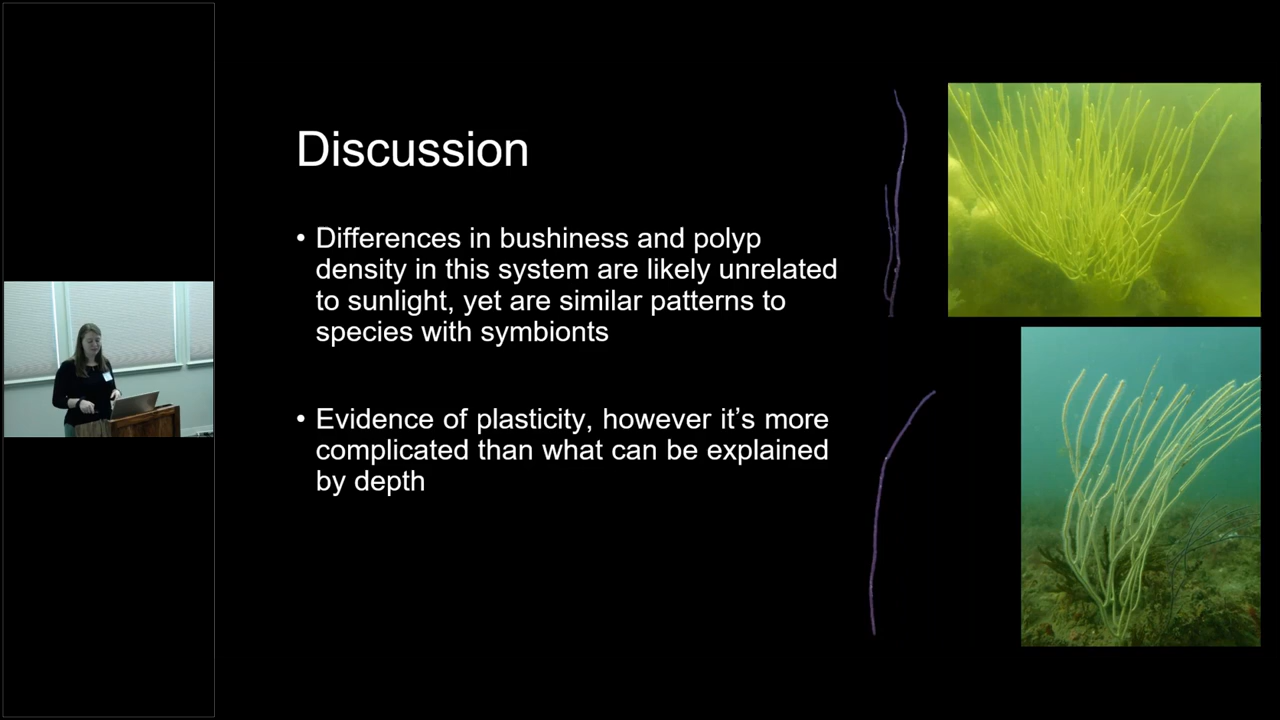 Discussion
• Differences in bushiness and polyp
density in this system are likely unrelated
to sunlight, yet are similar patterns to
species with symbionts
• Evidence of plasticity, however it’s more
complicated than what can be explained
by depth